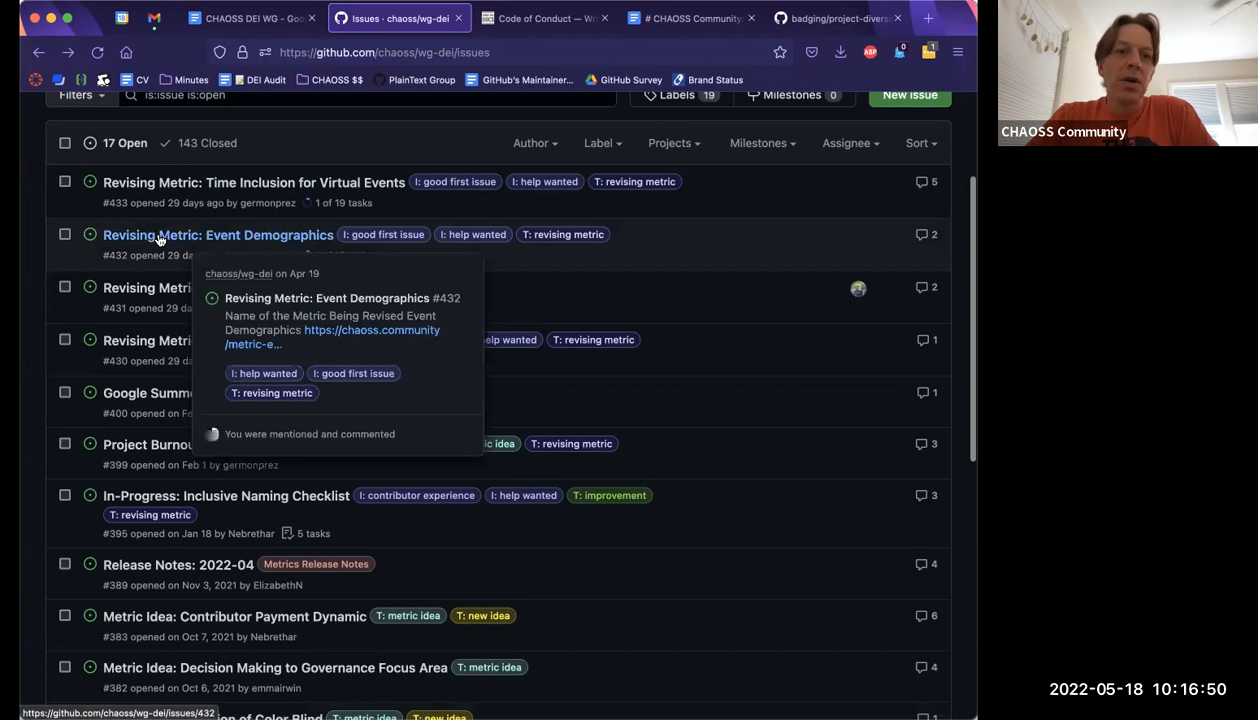 CHAOSS DEI WG - Goo
Issues · chaoss/wg-dei
Code of Conduct — Wri
# CHAOSS Community:
badging/project-divers
https://github.com/chaoss/wg-dei/issues
CV
Minutes
DEI Audit
CHAOSS $$
PlainText Group
GitHub's Maintainer...
GitHub Survey
Brand Status
Filters
is:issue is:open
Labels 19
Milestones 0
New issue
17 Open
143 Closed
Author
Label
Projects
Milestones
Assignee
Sort
Revising Metric: Time Inclusion for Virtual Events
I: good first issue
I: help wanted
T: revising metric
5
#433 opened 29 days ago by germonprez
1 of 19 tasks
Revising Metric: Event Demographics
I: good first issue
I: help wanted
T: revising metric
2
#432 opened 29 da
chaoss/wg-dei on Apr 19
Revising Metric: Event Demographics #432
Name of the Metric Being Revised Event
Demographics https://chaoss.community
/metric-e...
I: help wanted
I: good first issue
T: revising metric
You were mentioned and commented
Revising Metri
2
#431 opened 29 da
Revising Metri
elp wanted
T: revising metric
1
#430 opened 29 da
Google Summ
1
#400 opened on Fe
Project Burnou
ic idea
T: revising metric
3
#399 opened on Feb 1 by germonprez
In-Progress: Inclusive Naming Checklist
I: contributor experience
I: help wanted
T: improvement
3
T: revising metric
#395 opened on Jan 18 by Nebrethar
5 tasks
Release Notes: 2022-04
Metrics Release Notes
4
#389 opened on Nov 3, 2021 by ElizabethN
Metric Idea: Contributor Payment Dynamic
T: metric idea
T: new idea
6
#383 opened on Oct 7, 2021 by Nebrethar
Metric Idea: Decision Making to Governance Focus Area
T: metric idea
4
#382 opened on Oct 6, 2021 by emmairwin
https://github.com/chaoss/wg-dei/issues/432
on of Color Blind
T: metric idea
T: new idea
1
CHAOSS Community
2022-05-18 10:16:50